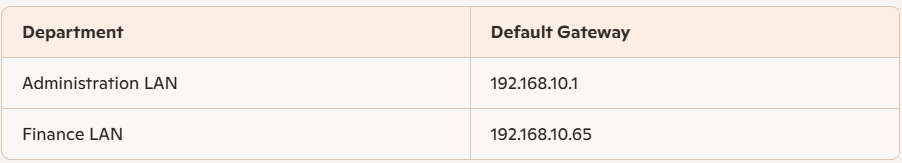 Department Default Gateway
Administration LAN 192.168.10.1
Finance LAN 192.168.10.65